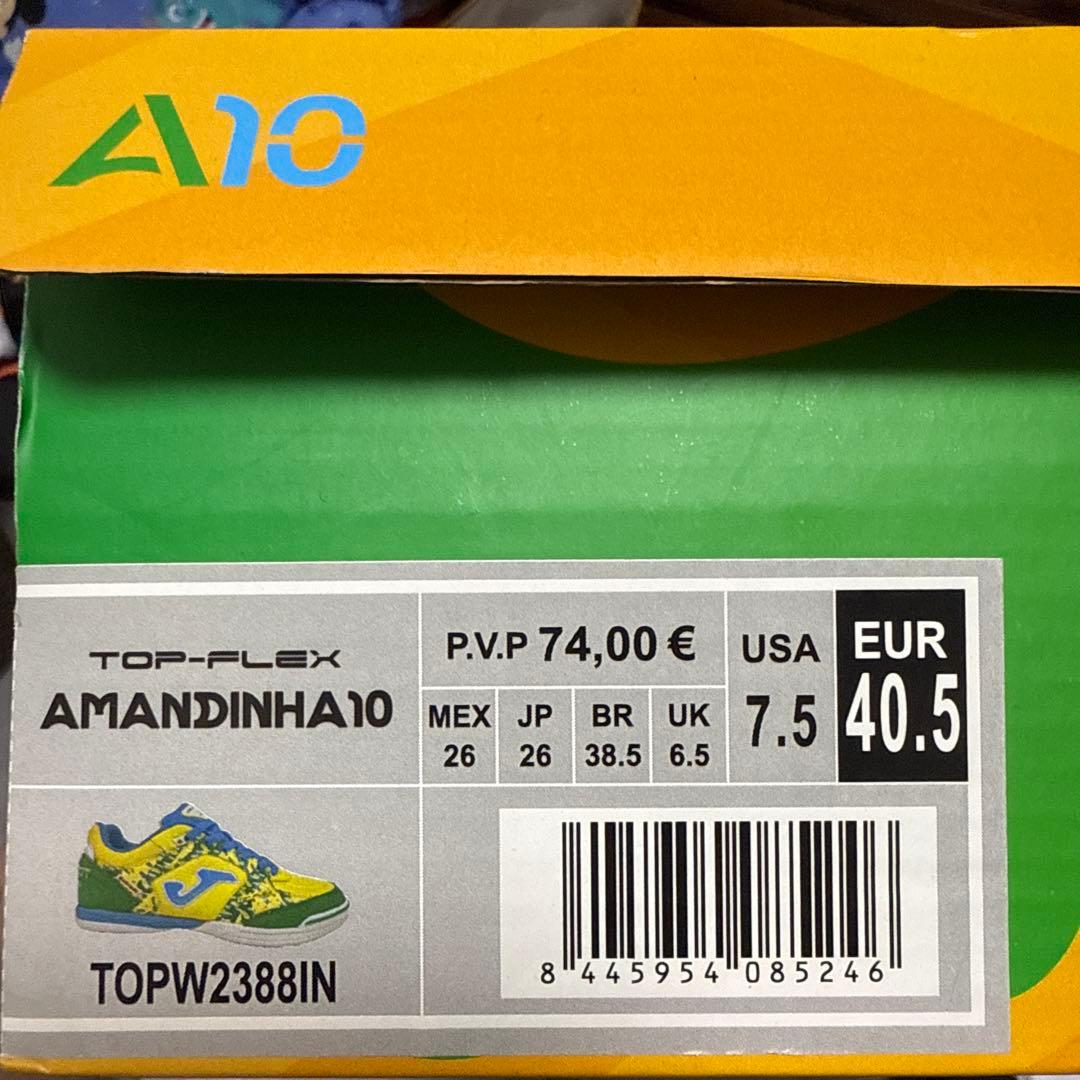 A10
TOP-FLEX
AMANDINHA10
P.V.P 74,00 €
MEX JP BR UK
26 26 38.5 6.5
USA
7.5
EUR
40.5
TOPW2388IN
8 445954 085246